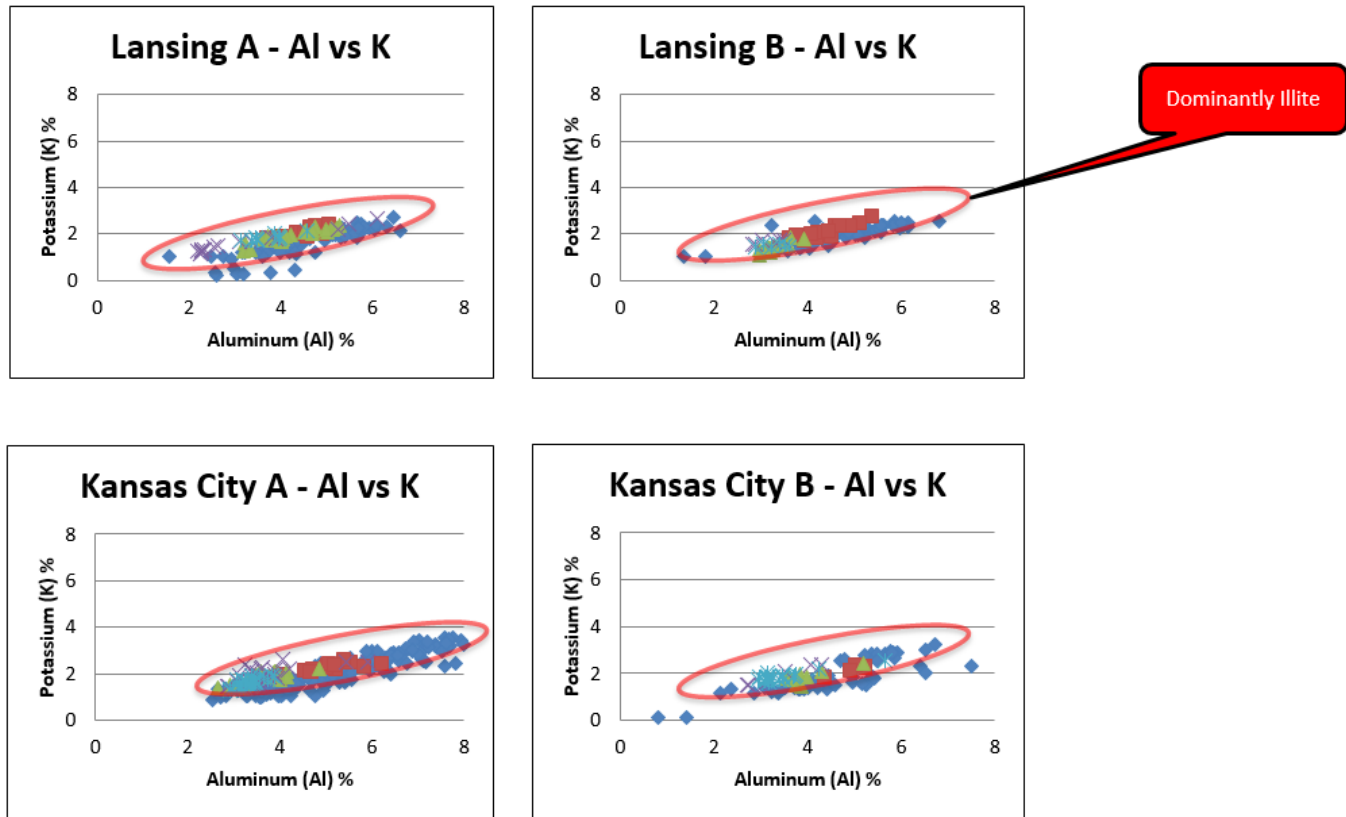 Lansing A - Al vs K
Potassium (K) %
8
6
4
2
0
0 2 4 6 8
Aluminum (Al) %
Lansing B - Al vs K
Potassium (K) %
8
6
4
2
0
0 2 4 6 8
Aluminum (Al) %
Dominantly Illite
Kansas City A - Al vs K
Potassium (K) %
8
6
4
2
0
0 2 4 6 8
Aluminum (Al) %
Kansas City B - Al vs K
Potassium (K) %
8
6
4
2
0
0 2 4 6 8
Aluminum (Al) %